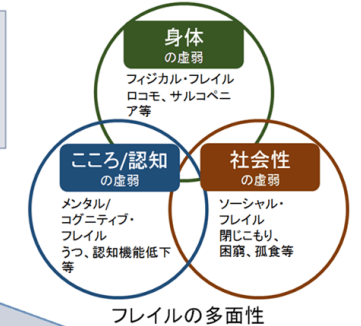 身体
の虚弱
フィジカル・フレイル
ロコモ、サルコペニ
ア等
こころ/認知
の虚弱
メンタル/
コグニティブ・
フレイル
うつ、認知機能低下
等
社会性
の虚弱
ソーシャル・
フレイル
閉じこもり、
困窮、孤食等
フレイルの多面性